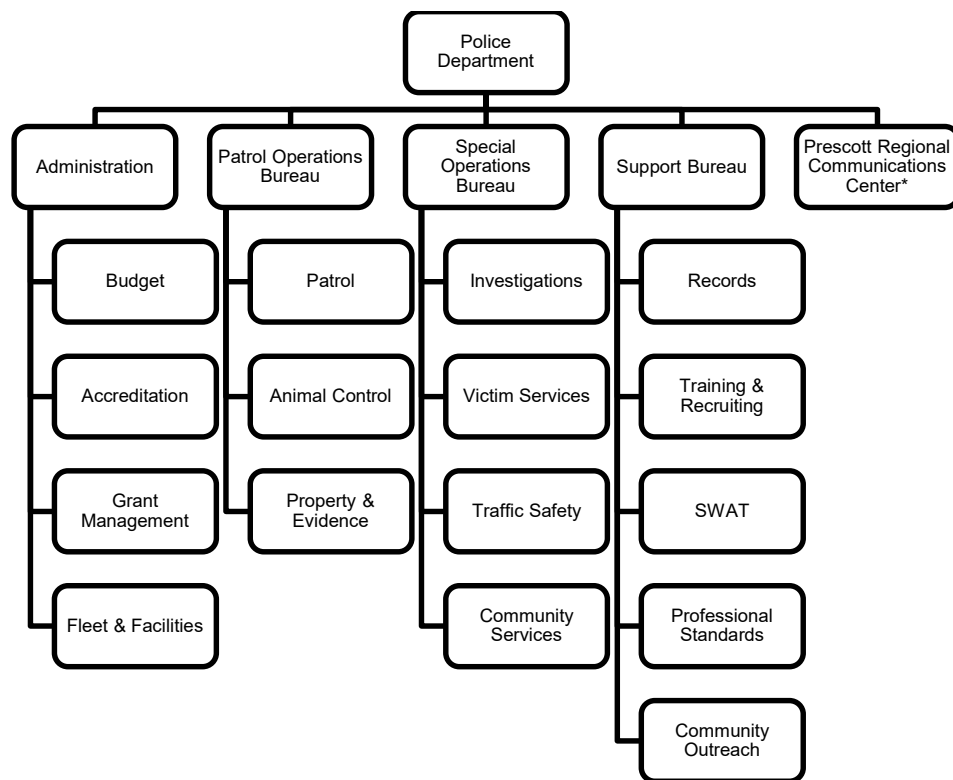 Police
Department
Administration
Patrol Operations
Bureau
Special
Operations
Bureau
Support Bureau
Prescott Regional
Communications
Center*
Budget
Accreditation
Grant
Management
Fleet & Facilities
Patrol
Animal Control
Property &
Evidence
Investigations
Victim Services
Traffic Safety
Community
Services
Records
Training &
Recruiting
SWAT
Professional
Standards
Community
Outreach